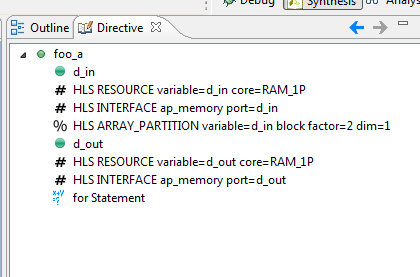 Debug
Synthesis
Outline
Directive
foo_a
d_in
# HLS RESOURCE variable=d_in core=RAM_1P
# HLS INTERFACE ap_memory port=d_in
% HLS ARRAY_PARTITION variable=d_in block factor=2 dim=1
d_out
# HLS RESOURCE variable=d_out core=RAM_1P
# HLS INTERFACE ap_memory port=d_out
for Statement